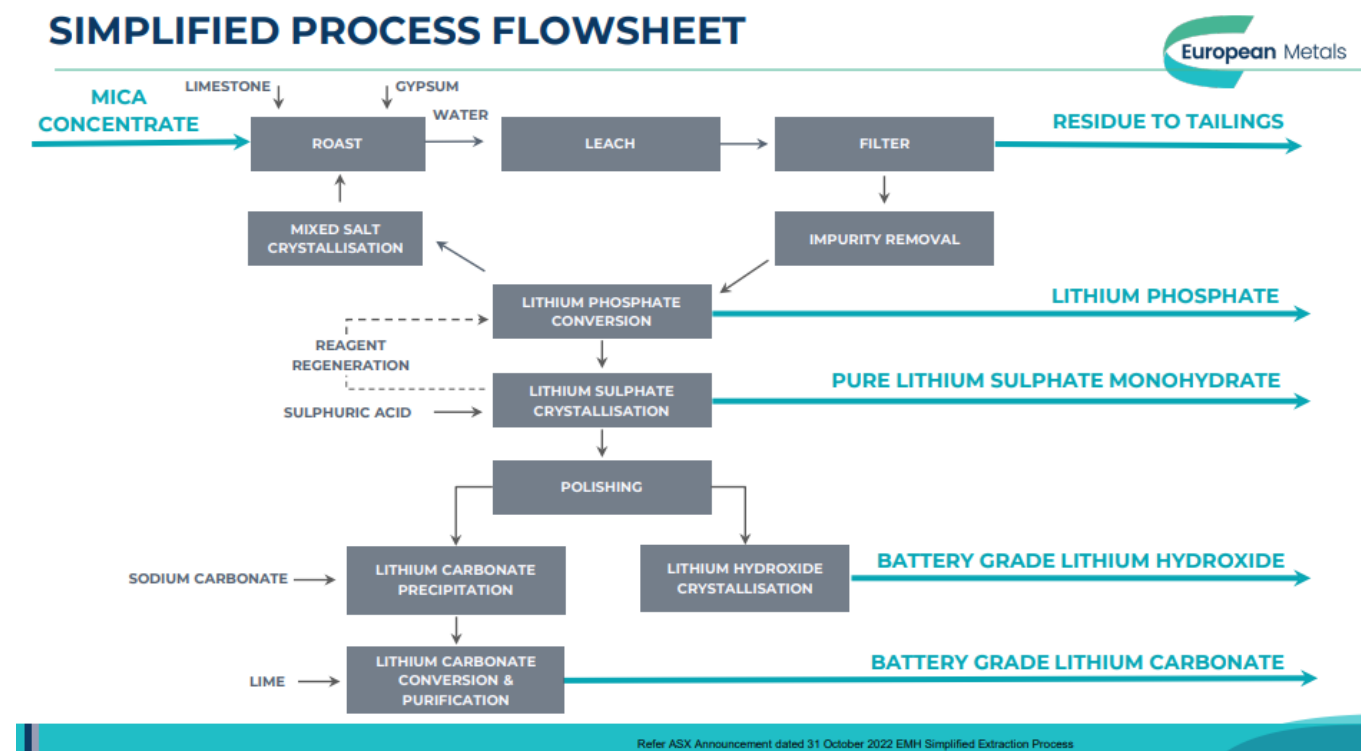 SIMPLIFIED PROCESS FLOWSHEET
European Metals
LIMESTONE
GYPSUM
MICA
CONCENTRATE
WATER
ROAST
LEACH
FILTER
RESIDUE TO TAILINGS
MIXED SALT
CRYSTALLISATION
IMPURITY REMOVAL
LITHIUM PHOSPHATE
CONVERSION
LITHIUM PHOSPHATE
REAGENT
REGENERATION
LITHIUM SULPHATE
CRYSTALLISATION
PURE LITHIUM SULPHATE MONOHYDRATE
SULPHURIC ACID
POLISHING
SODIUM CARBONATE
LITHIUM CARBONATE
PRECIPITATION
LITHIUM HYDROXIDE
CRYSTALLISATION
BATTERY GRADE LITHIUM HYDROXIDE
LIME
LITHIUM CARBONATE
CONVERSION &
PURIFICATION
BATTERY GRADE LITHIUM CARBONATE
Refer ASX Announcement dated 31 October 2022 EMH Simplified Extraction Process